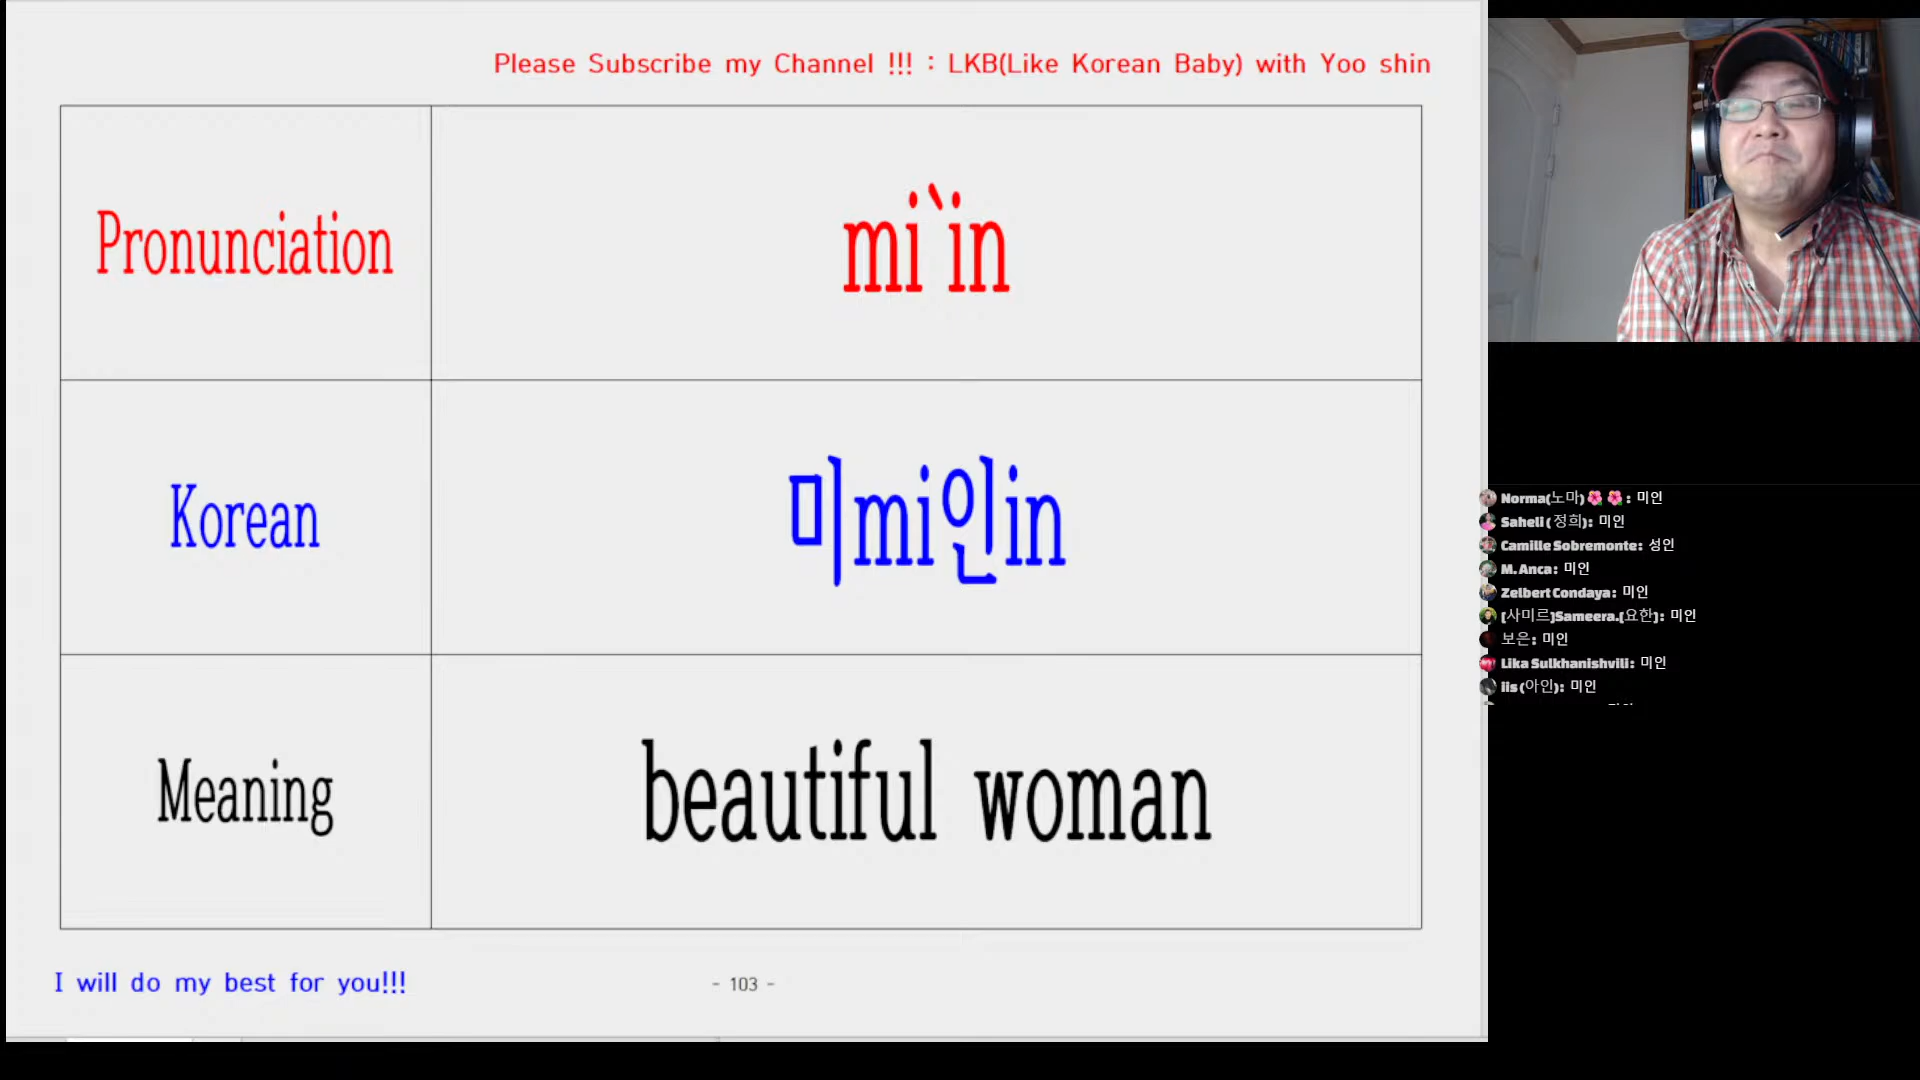 Please Subscribe my Channel !!! : LKB(Like Korean Baby) with Yoo shin
Pronunciation
mi`in
Korean
미mi인in
Meaning
beautiful woman
I will do my best for you!!!
- 103 -
Norma(노마)🌺 🌺 : 미인
Saheli ( 정희): 미인
Camille Sobremonte: 성인
M. Anca: 미인
Zelbert Condaya: 미인
[사미르]Sameera.[요한]: 미인
보은: 미인
Lika Sulkhanishvili: 미인
iis (아인): 미인